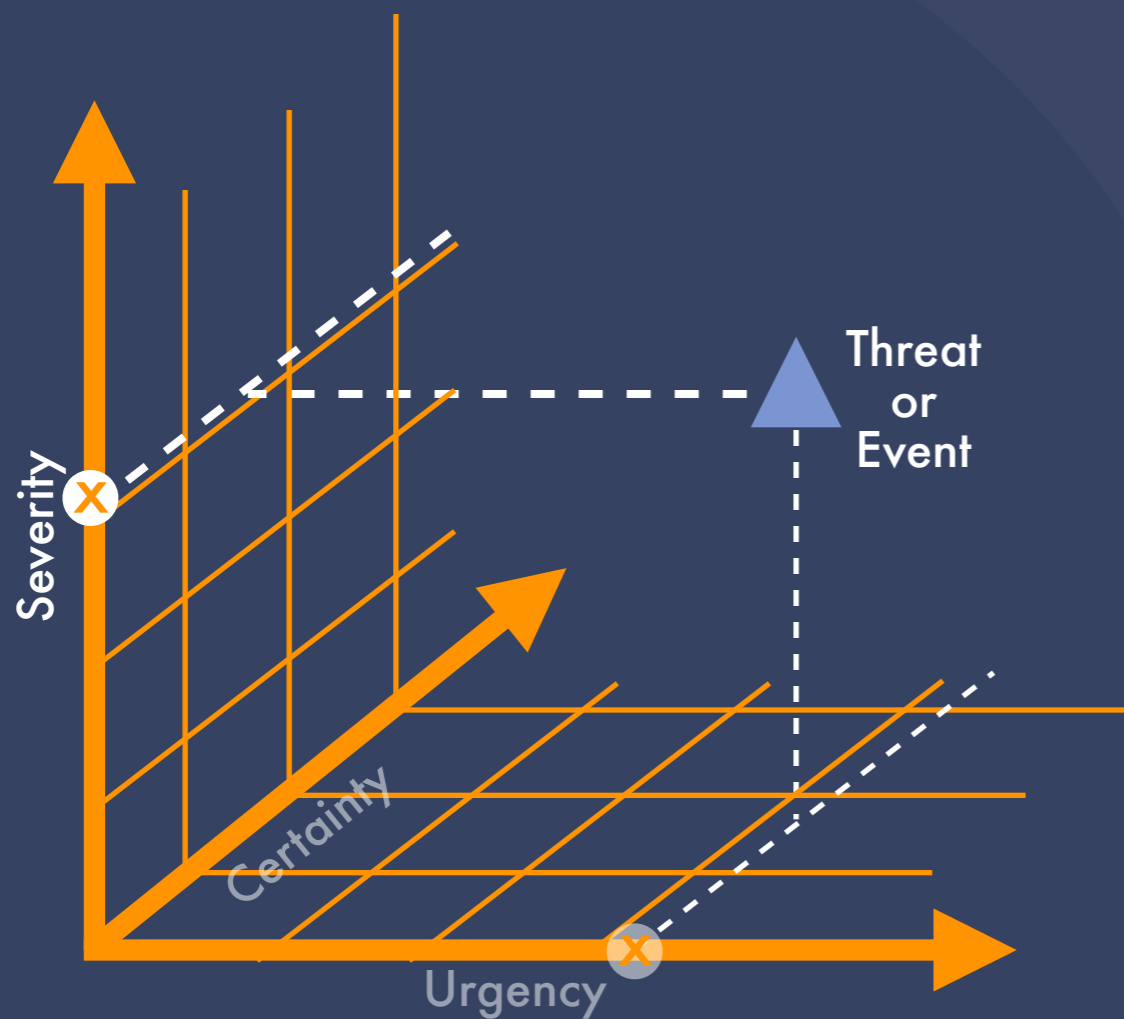 Threat
or
Event
Severity
X
Certainty
X
Urgency